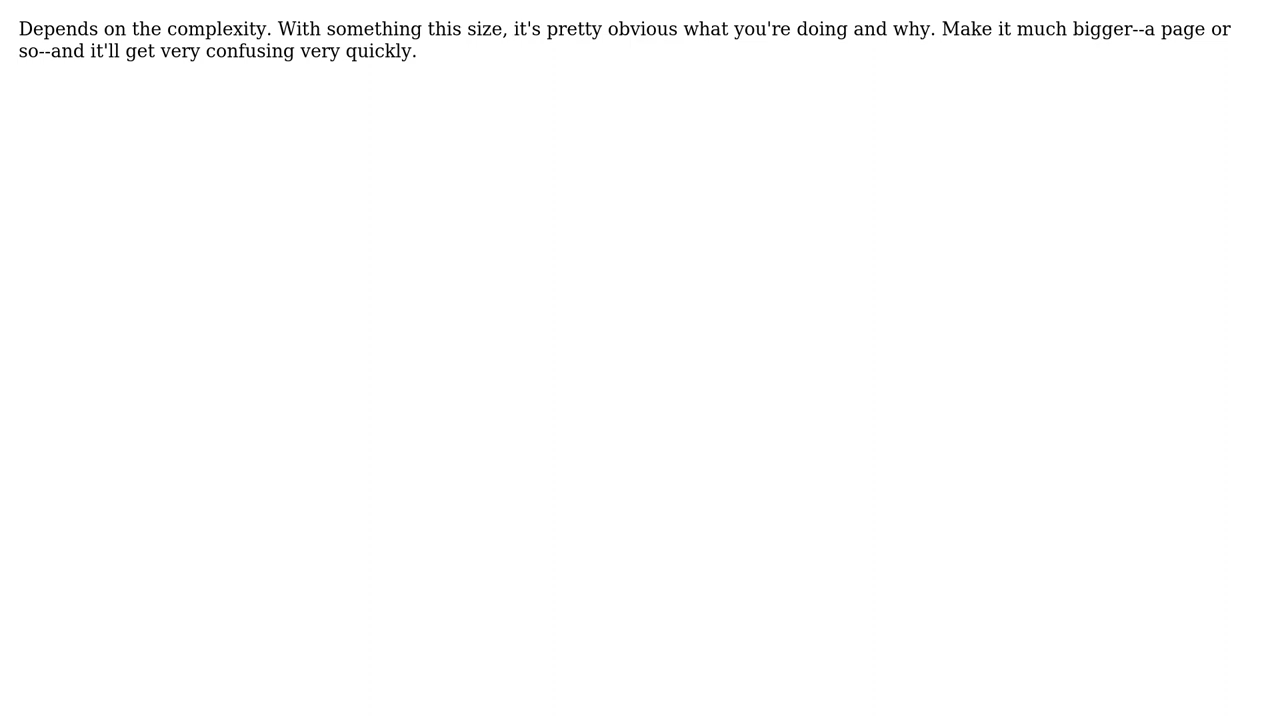 Depends on the complexity. With something this size, it's pretty obvious what you're doing and why. Make it much bigger--a page or
so--and it'll get very confusing very quickly.